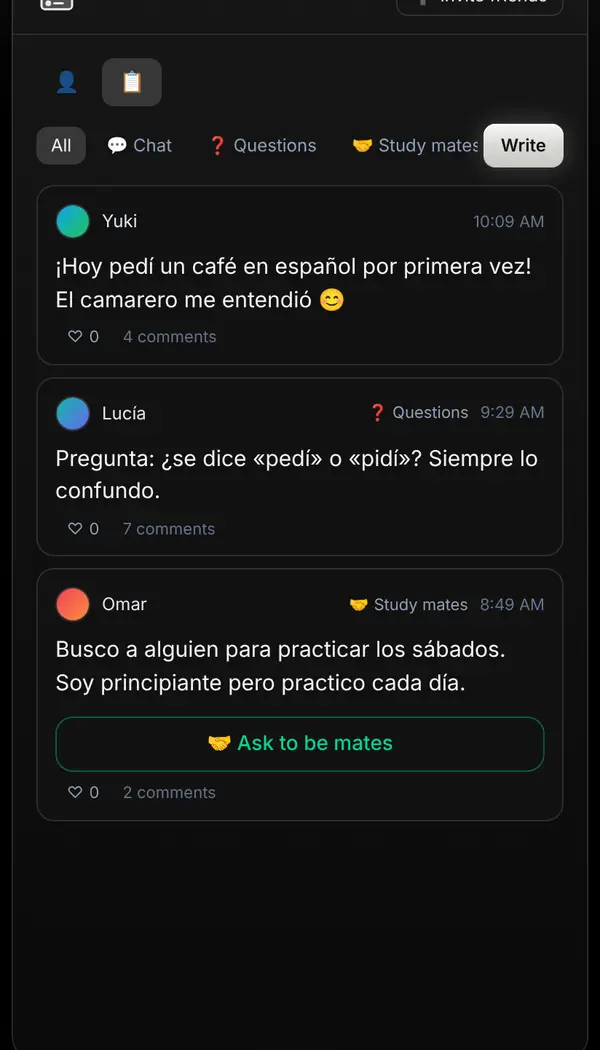 Invite friends
All 💬 Chat ❓ Questions 🤝 Study mates Write
Yuki 10:09 AM
¡Hoy pedí un café en español por primera vez!
El camarero me entendió 😊
♡ 0 4 comments
Lucía ❓ Questions 9:29 AM
Pregunta: ¿se dice «pedí» o «pidí»? Siempre lo
confundo.
♡ 0 7 comments
Omar 🤝 Study mates 8:49 AM
Busco a alguien para practicar los sábados.
Soy principiante pero practico cada día.
🤝 Ask to be mates
♡ 0 2 comments